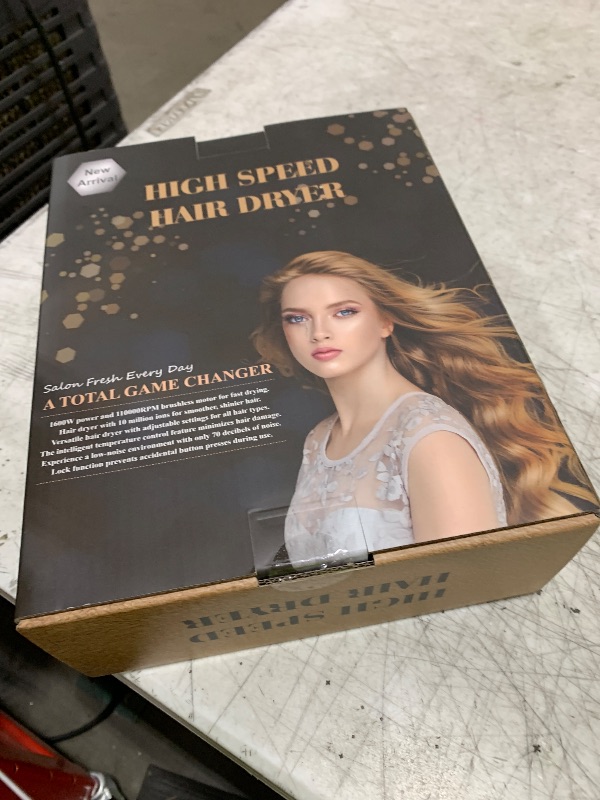 New
Arrival
HIGH SPEED
HAIR DRYER
Salon Fresh Every Day
A TOTAL GAME CHANGER
1600W power and 110000RPM brushless motor for fast drying.
Hair dryer with 10 million ions for smoother, shinier hair.
Versatile hair dryer with adjustable settings for all hair types.
The intelligent temperature control feature minimizes hair damage.
Experience a low-noise environment with only 70 decibels of noise.
Lock function prevents accidental button presses during use.
HIGH SPEED
HAIR DRYER